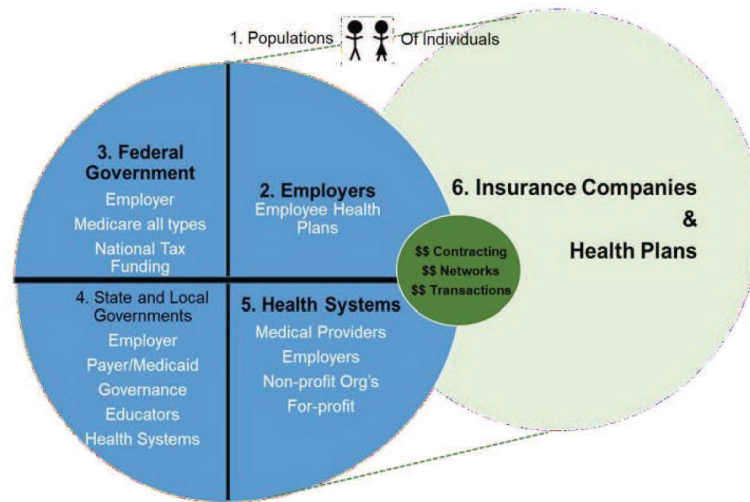 1. Populations Of Individuals
3. Federal
Government
Employer
Medicare all types
National Tax
Funding
2. Employers
Employee Health
Plans
4. State and Local
Governments
Employer
Payer/Medicaid
Governance
Educators
Health Systems
5. Health Systems
Medical Providers
Employers
Non-profit Org's
For-profit
$$ Contracting
$$ Networks
$$ Transactions
6. Insurance Companies
&
Health Plans